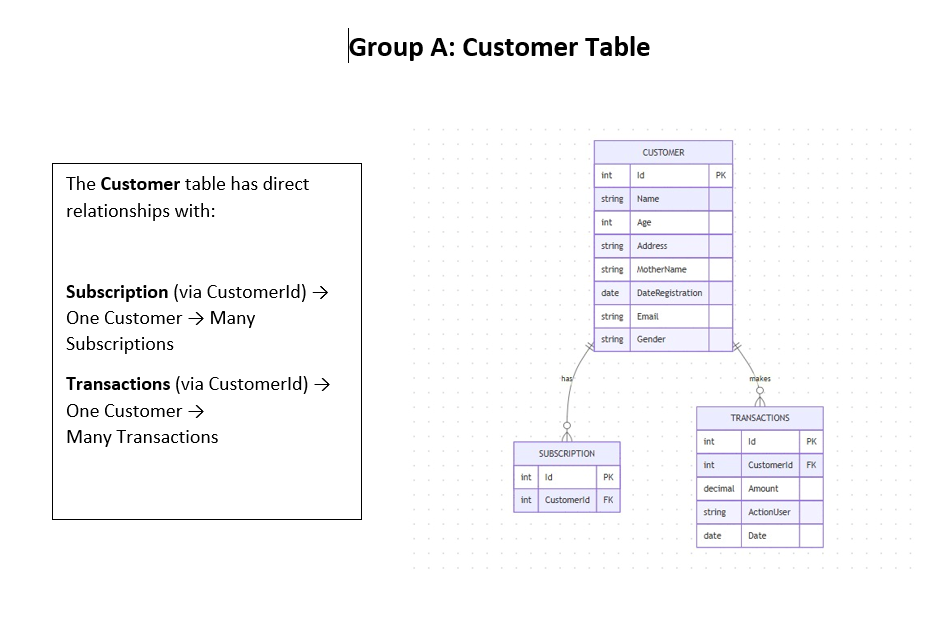 Group A: Customer Table
The Customer table has direct
relationships with:
Subscription (via CustomerId) →
One Customer → Many
Subscriptions
Transactions (via CustomerId) →
One Customer →
Many Transactions
CUSTOMER
int Id PK
string Name
int Age
string Address
string MotherName
date DateRegistration
string Email
string Gender
has
makes
SUBSCRIPTION
int Id PK
int CustomerId FK
TRANSACTIONS
int Id PK
int CustomerId FK
decimal Amount
string ActionUser
date Date